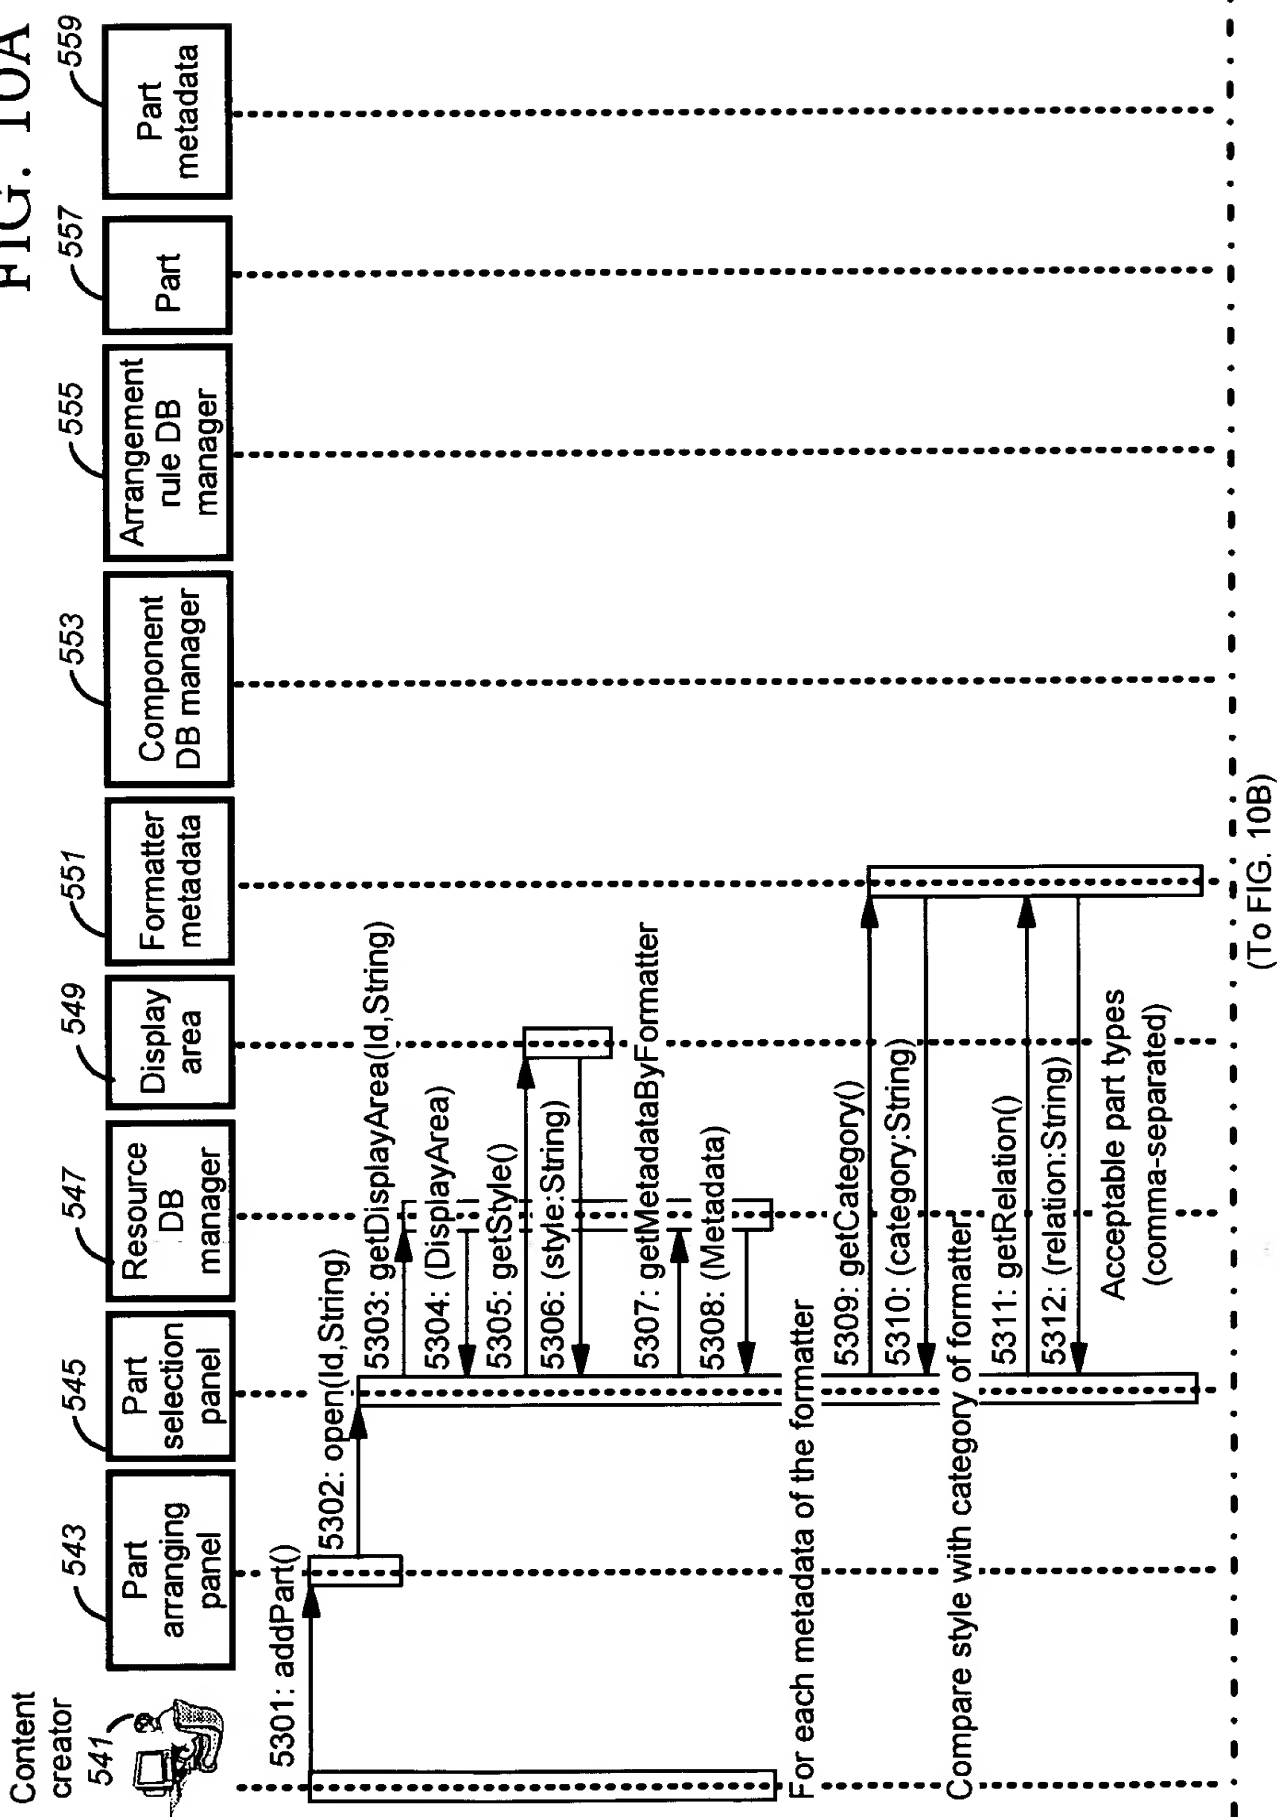 FIG. 10A
Content
creator
541
543
Part
arranging
panel
545
Part
selection
panel
547
Resource
DB
manager
549
Display
area
551
Formatter
metadata
553
Component
DB manager
555
Arrangement
rule DB
manager
557
Part
559
Part
metadata
5301: addPart()
5302: open(Id,String)
5303: getDisplayArea(Id,String)
5304: (DisplayArea)
5305: getStyle()
5306: (style:String)
5307: getMetadataByFormatter
5308: (Metadata)
For each metadata of the formatter
5309: getCategory()
5310: (category:String)
Compare style with category of formatter
5311: getRelation()
5312: (relation:String)
Acceptable part types
(comma-separated)
(To FIG. 10B)